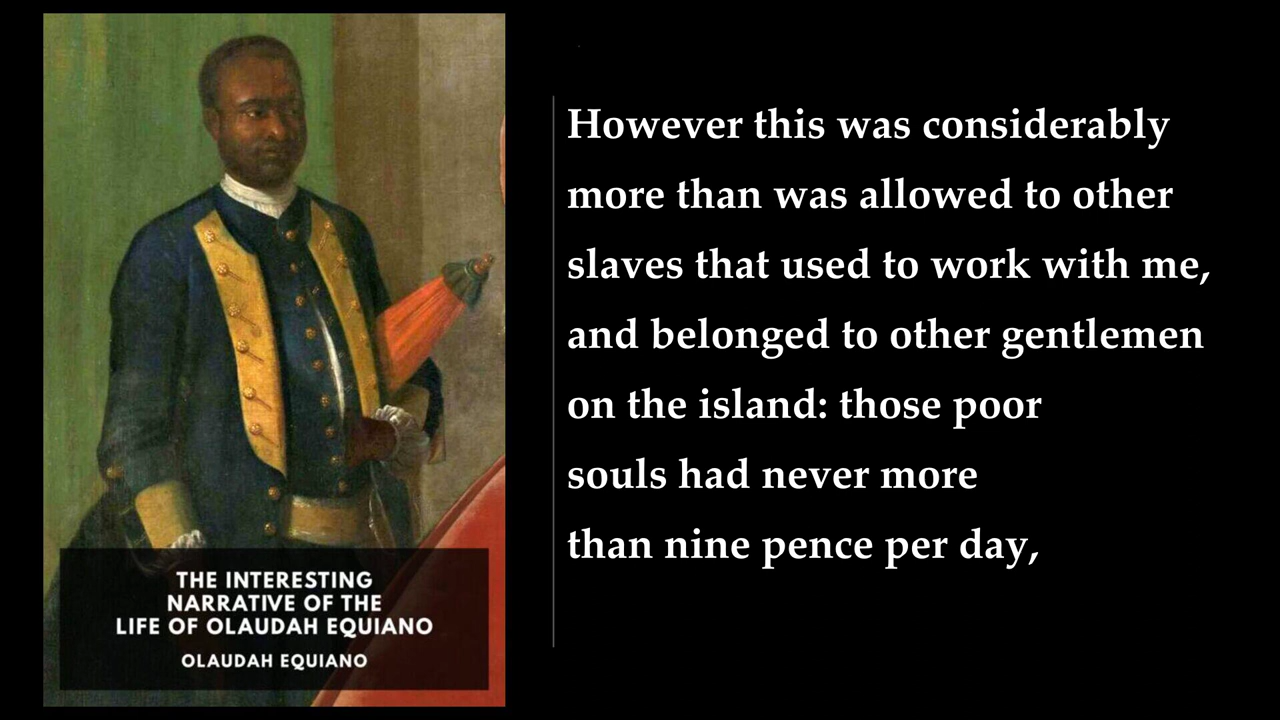 THE INTERESTING
NARRATIVE OF THE
LIFE OF OLAUDAH EQUIANO
OLAUDAH EQUIANO
However this was considerably
more than was allowed to other
slaves that used to work with me,
and belonged to other gentlemen
on the island: those poor
souls had never more
than nine pence per day,